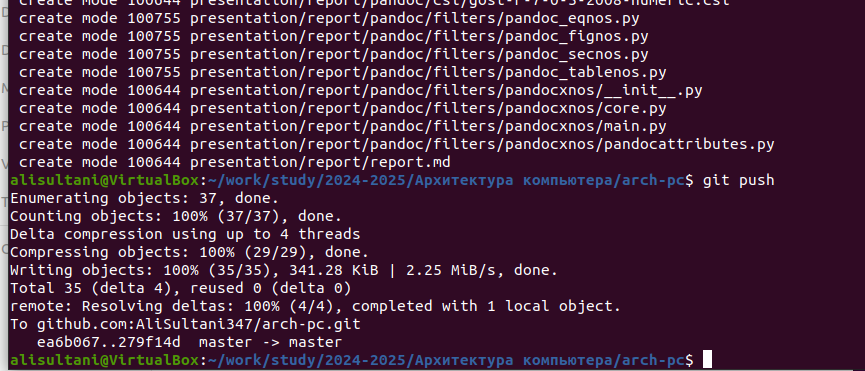 create mode 100644 presentation/report/pandoc/csl/gost-r-7-0-5-2008-numeric.csl
create mode 100755 presentation/report/pandoc/filters/pandoc_eqnos.py
create mode 100755 presentation/report/pandoc/filters/pandoc_fignos.py
create mode 100755 presentation/report/pandoc/filters/pandoc_secnos.py
create mode 100755 presentation/report/pandoc/filters/pandoc_tablenos.py
create mode 100644 presentation/report/pandoc/filters/pandocxnos/__init__.py
create mode 100644 presentation/report/pandoc/filters/pandocxnos/core.py
create mode 100644 presentation/report/pandoc/filters/pandocxnos/main.py
create mode 100644 presentation/report/pandoc/filters/pandocxnos/pandocattributes.py
create mode 100644 presentation/report/report.md
alisultani@VirtualBox:~/work/study/2024-2025/Архитектура компьютера/arch-pc$ git push
Enumerating objects: 37, done.
Counting objects: 100% (37/37), done.
Delta compression using up to 4 threads
Compressing objects: 100% (29/29), done.
Writing objects: 100% (35/35), 341.28 KiB | 2.25 MiB/s, done.
Total 35 (delta 4), reused 0 (delta 0)
remote: Resolving deltas: 100% (4/4), completed with 1 local object.
To github.com:AliSultani347/arch-pc.git
ea6b067..279f14d  master -> master
alisultani@VirtualBox:~/work/study/2024-2025/Архитектура компьютера/arch-pc$